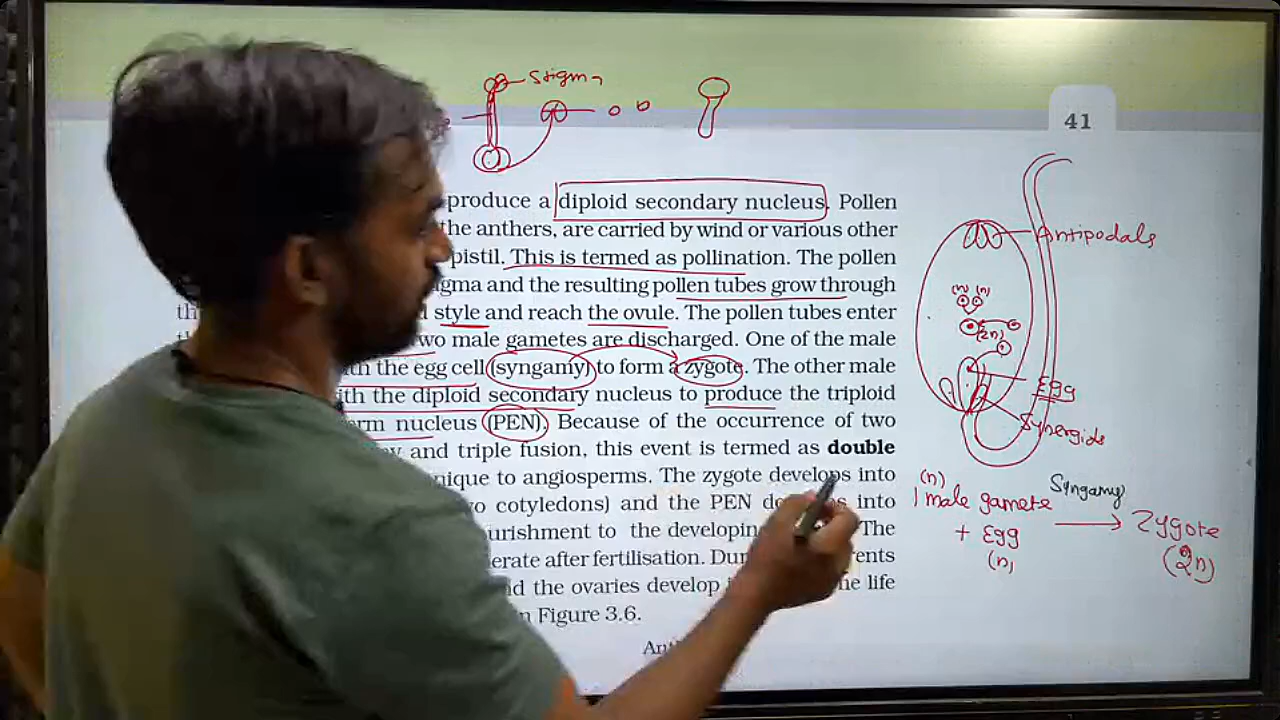 Stigma
41
produce a diploid secondary nucleus. Pollen
the anthers, are carried by wind or various other
pistil. This is termed as pollination. The pollen
gma and the resulting pollen tubes grow through
th style and reach the ovule. The pollen tubes enter
wo male gametes are discharged. One of the male
th the egg cell (syngamy) to form a zygote. The other male
ith the diploid secondary nucleus to produce the triploid
erm nucleus (PEN). Because of the occurrence of two
and triple fusion, this event is termed as double
nique to angiosperms. The zygote develops into
o cotyledons) and the PEN into
urishment to the developin The
erate after fertilisation. Du ents
d the ovaries develop life
n Figure 3.6.
Antipodals
(n) (n)
(2n)
Egg
Synergids
(n)
1 male gamete Syngamy Zygote
+ Egg (2n)
(n)